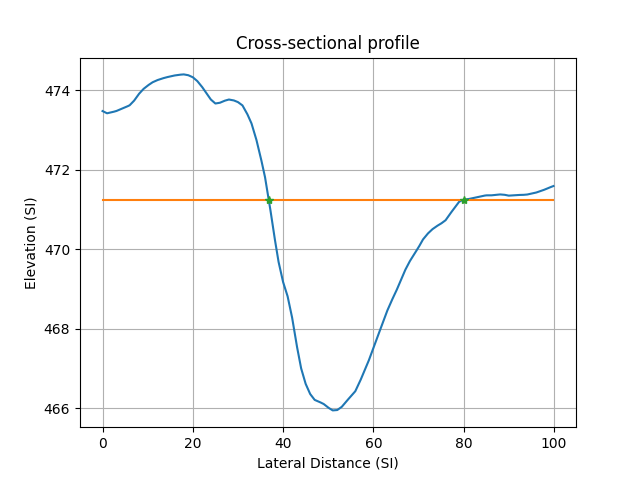 Cross-sectional profile
Elevation (SI)
474
472
470
468
466
0 20 40 60 80 100
Lateral Distance (SI)